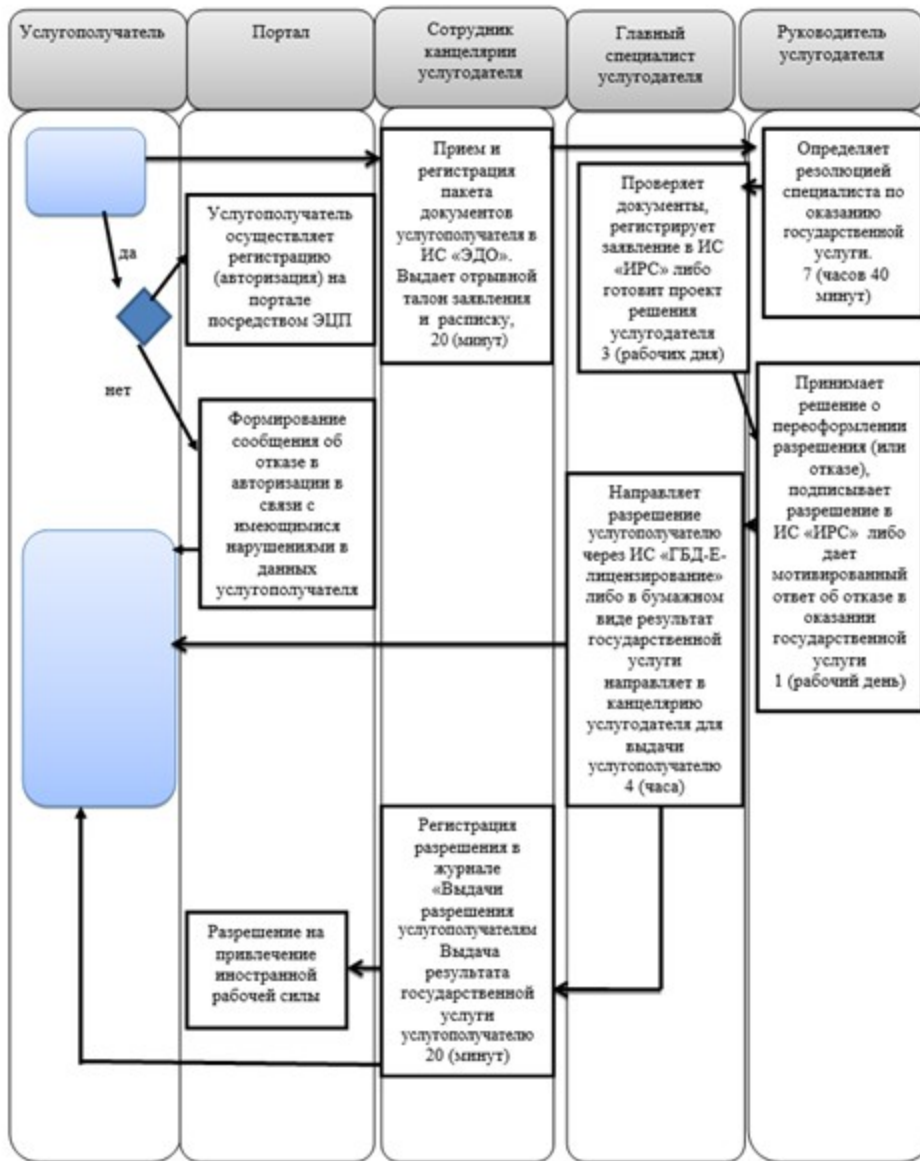 Услугополучатель
Портал
Сотрудник
канцелярии
услугодателя
Главный
специалист
услугодателя
Руководитель
услугодателя
да
нет
Услугополучатель
осуществляет
регистрацию
(авторизация) на
портале
посредством ЭЦП
Формирование
сообщения об
отказе в
авторизации в
связи с
имеющимися
нарушениями в
данных
услугополучателя
Прием и
регистрация
пакета
документов
услугополучателя в
ИС «ЭДО».
Выдает отрывной
талон заявления
и расписку,
20 (минут)
Проверяет
документы,
регистрирует
заявление в ИС
«ИРС» либо
готовит проект
решения
услугодателя
3 (рабочих дня)
Определяет
резолюцией
специалиста по
оказанию
государственной
услуги.
7 (часов 40
минут)
Принимает
решение о
переоформлении
разрешения (или
отказе),
подписывает
разрешение в
ИС «ИРС» либо
дает
мотивированный
ответ об отказе в
оказании
государственной
услуги
1 (рабочий день)
Направляет
разрешение
услугополучателю
через ИС «ГБД-Е-
лицензирование»
либо в бумажном
виде результат
государственной
услуги
направляет в
канцелярию
услугодателя для
выдачи
услугополучателю
4 (часа)
Регистрация
разрешения в
журнале
«Выдачи
разрешения
услугополучателям
Выдача
результата
государственной
услуги
услугополучателю
20 (минут)
Разрешение на
привлечение
иностранной
рабочей силы